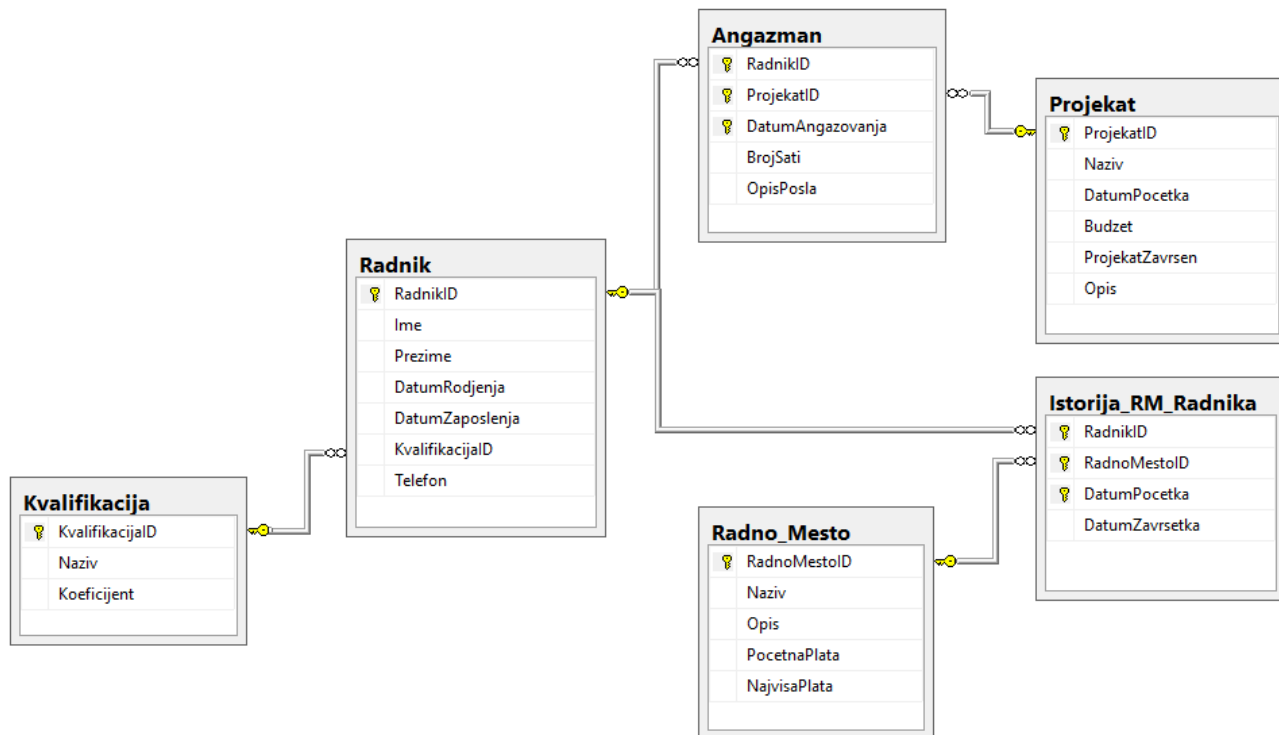 Angazman
RadnikID
ProjekatID
DatumAngazovanja
BrojSati
OpisPosla
Projekat
ProjekatID
Naziv
DatumPocetka
Budzet
ProjekatZavrsen
Opis
Radnik
RadnikID
Ime
Prezime
DatumRodjenja
DatumZaposlenja
KvalifikacijaID
Telefon
Istorija_RM_Radnika
RadnikID
RadnoMestoID
DatumPocetka
DatumZavrsetka
Kvalifikacija
KvalifikacijaID
Naziv
Koeficijent
Radno_Mesto
RadnoMestoID
Naziv
Opis
PocetnaPlata
NajvisaPlata